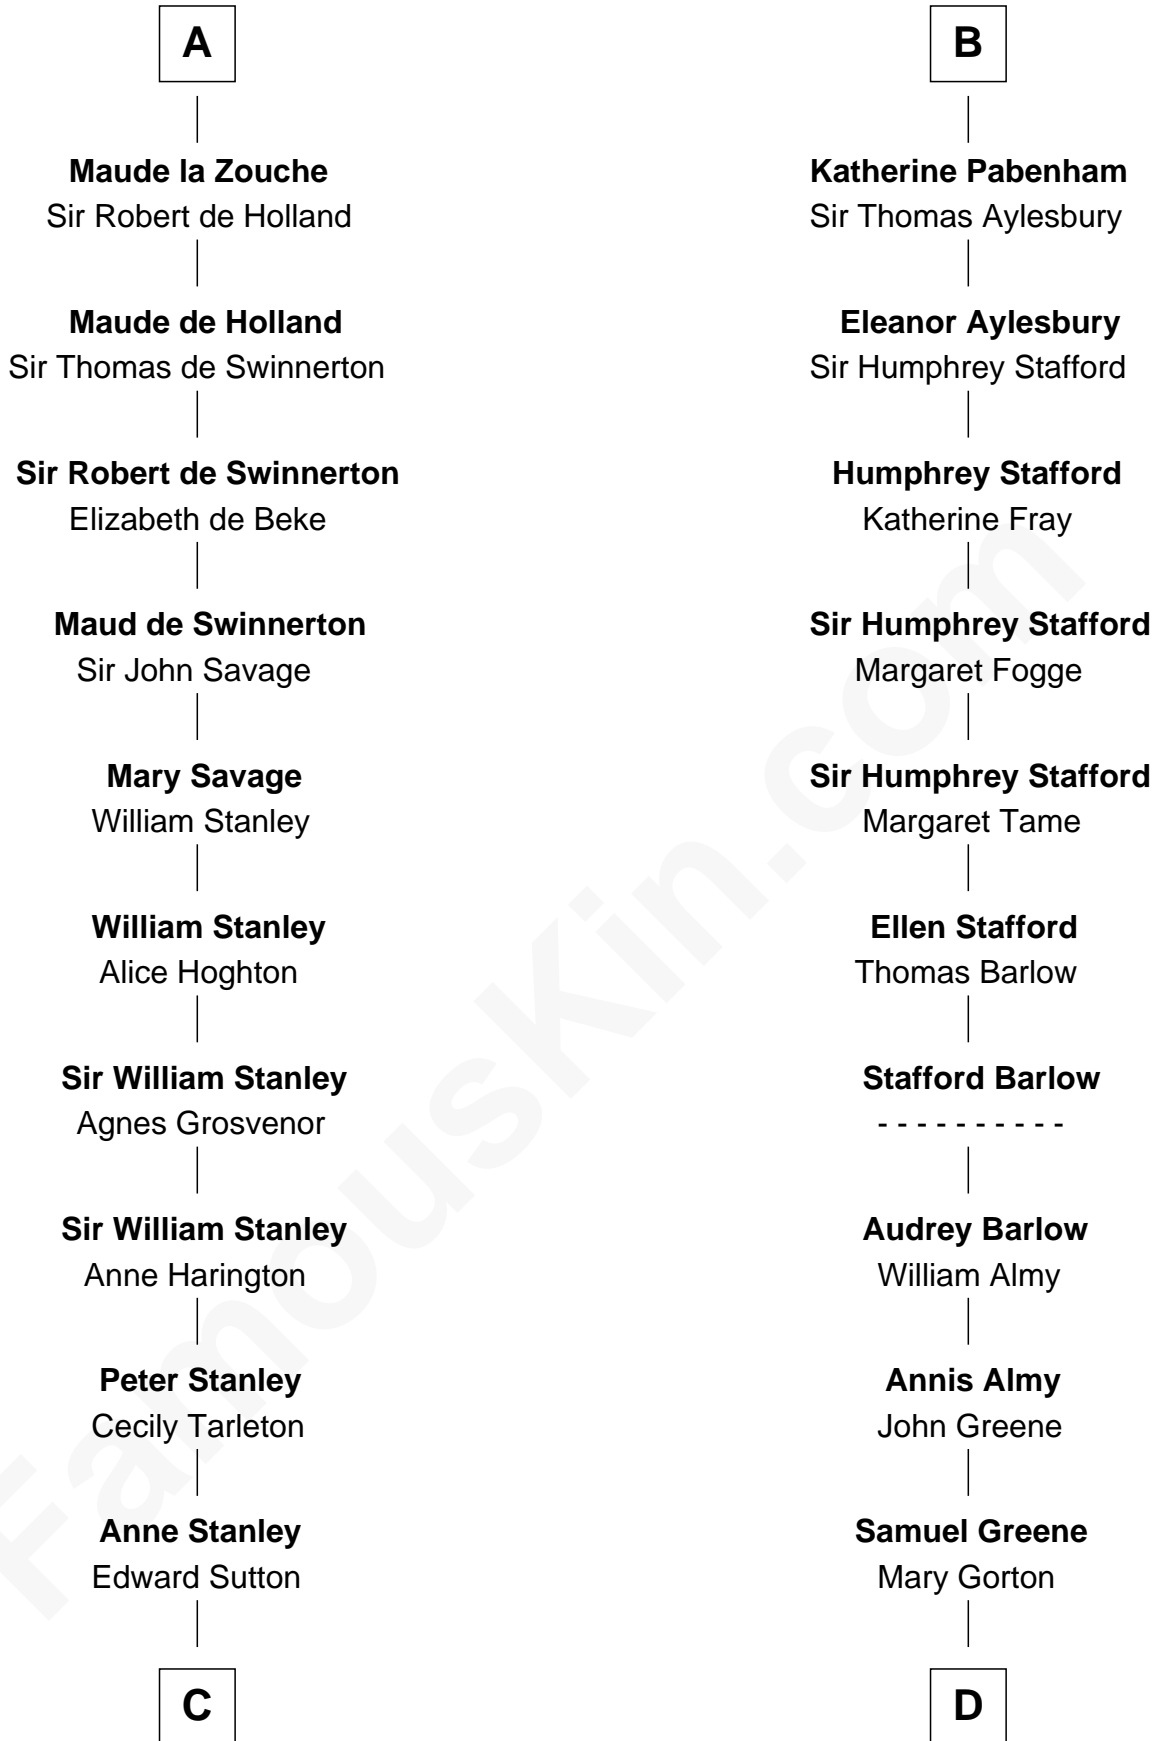 A
Maude la Zouche
Sir Robert de Holland
Maude de Holland
Sir Thomas de Swinnerton
Sir Robert de Swinnerton
Elizabeth de Beke
Maud de Swinnerton
Sir John Savage
Mary Savage
William Stanley
William Stanley
Alice Hoghton
Sir William Stanley
Agnes Grosvenor
Sir William Stanley
Anne Harington
Peter Stanley
Cecily Tarleton
Anne Stanley
Edward Sutton
C
B
Katherine Pabenham
Sir Thomas Aylesbury
Eleanor Aylesbury
Sir Humphrey Stafford
Humphrey Stafford
Katherine Fray
Sir Humphrey Stafford
Margaret Fogge
Sir Humphrey Stafford
Margaret Tame
Ellen Stafford
Thomas Barlow
Stafford Barlow
- - - - - - - - - -
Audrey Barlow
William Almy
Annis Almy
John Greene
Samuel Greene
Mary Gorton
D
FamousKin.com